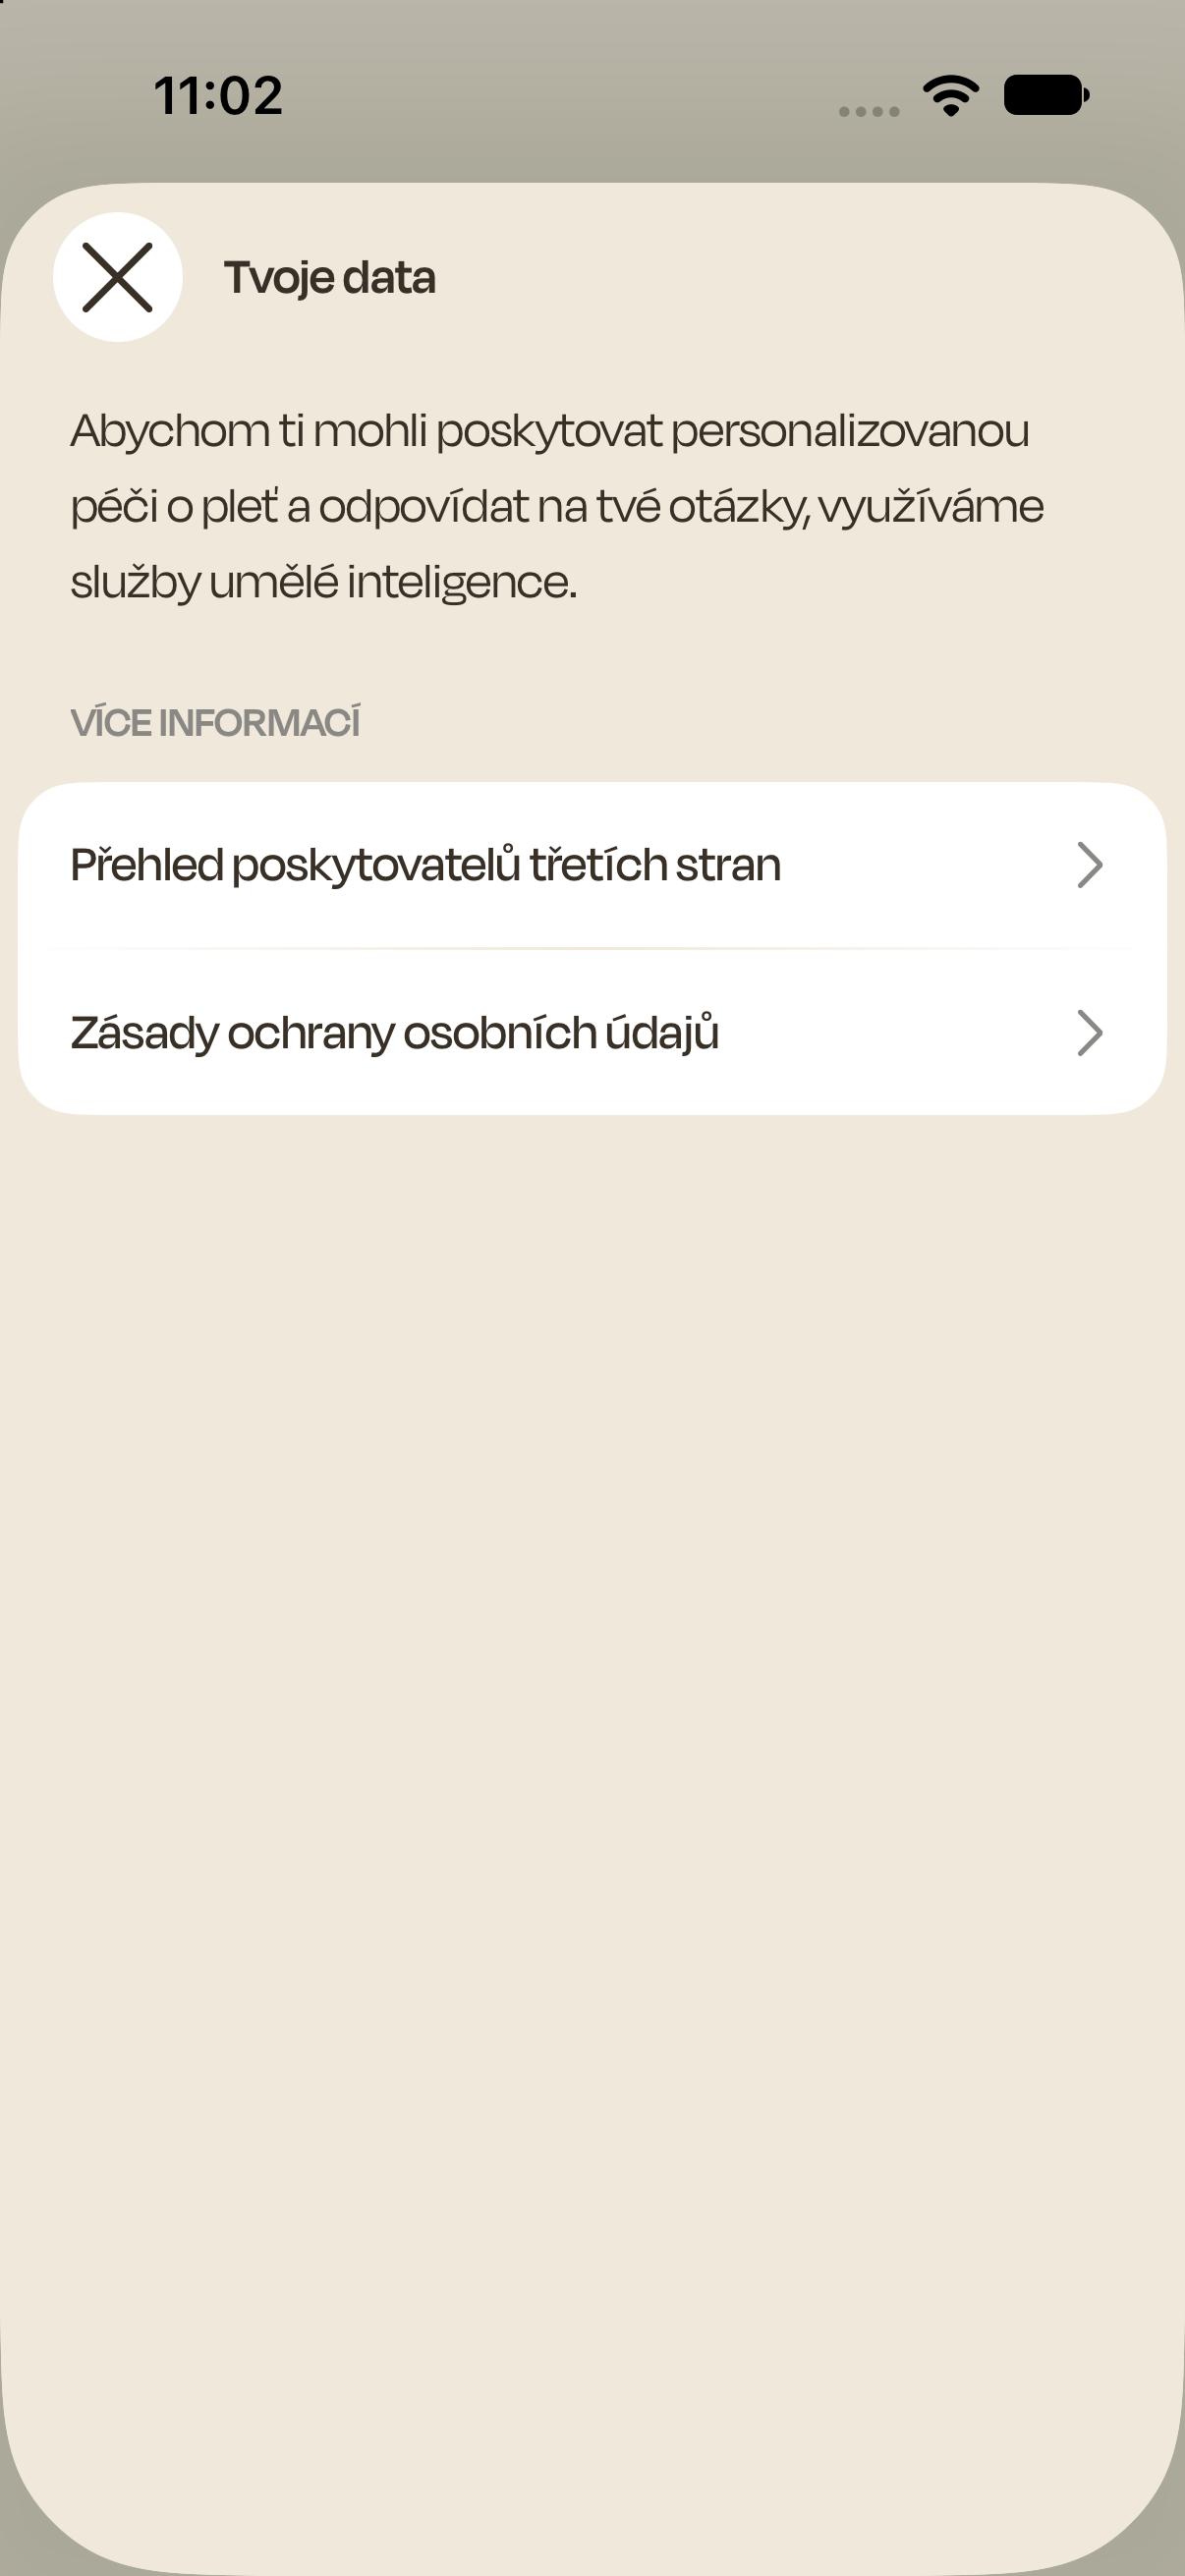 11:02
Tvoje data
Abychom ti mohli poskytovat personalizovanou
péči o pleť a odpovídat na tvé otázky, využíváme
služby umělé inteligence.
VÍCE INFORMACÍ
Přehled poskytovatelů třetích stran
Zásady ochrany osobních údajů